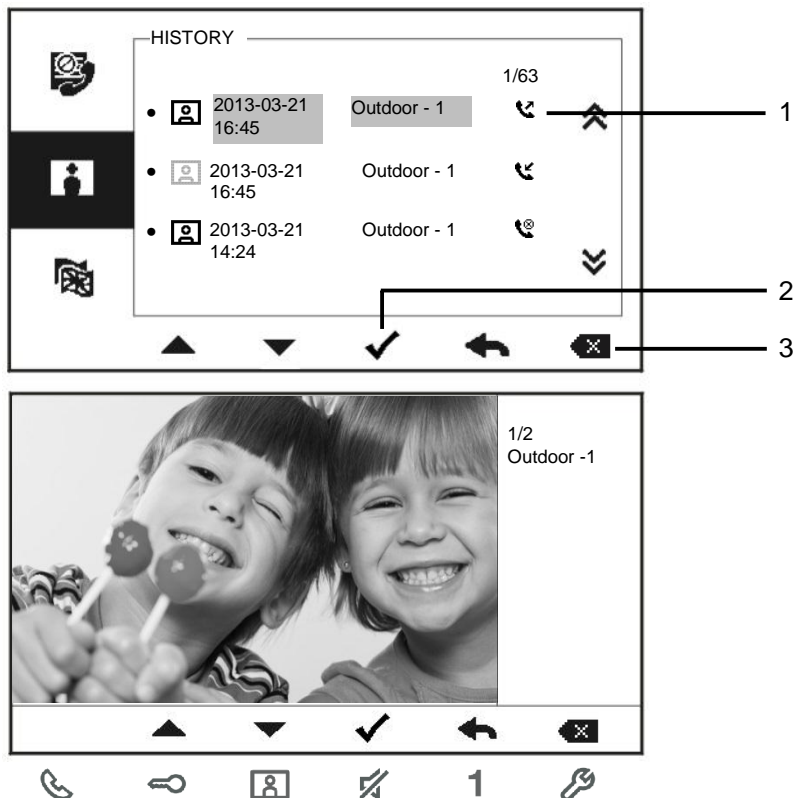 HISTORY
1/63
2013-03-21 Outdoor - 1
16:45
1
2013-03-21 Outdoor - 1
16:45
2013-03-21 Outdoor - 1
14:24
2
3
1/2
Outdoor -1
1